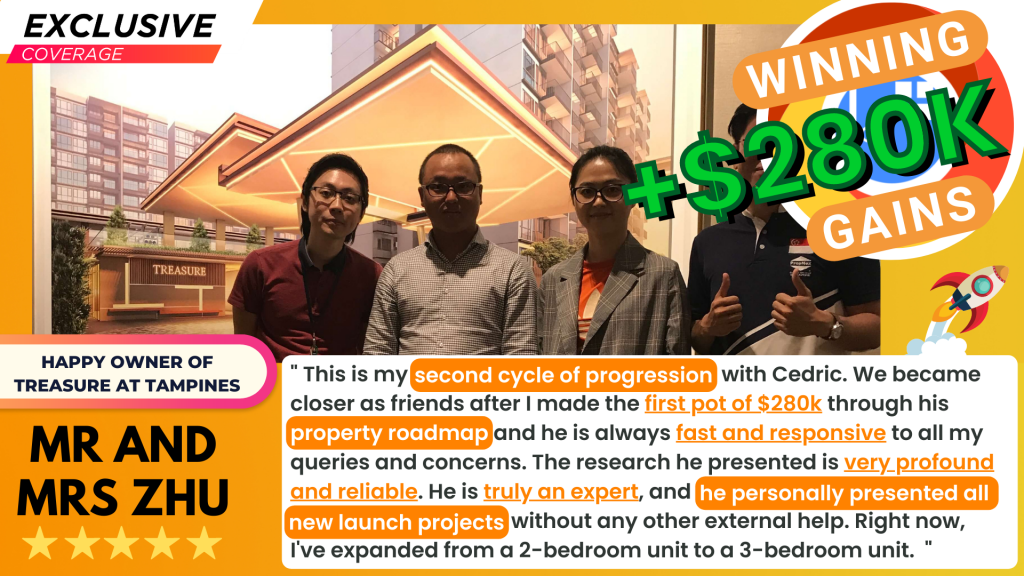 EXCLUSIVE
COVERAGE
WINNING
+$280K
GAINS
TREASURE
HAPPY OWNER OF
TREASURE AT TAMPINES
MR AND
MRS ZHU
" This is my second cycle of progression with Cedric. We became
closer as friends after I made the first pot of $280k through his
property roadmap and he is always fast and responsive to all my
queries and concerns. The research he presented is very profound
and reliable. He is truly an expert, and he personally presented all
new launch projects without any other external help. Right now,
I've expanded from a 2-bedroom unit to a 3-bedroom unit. "